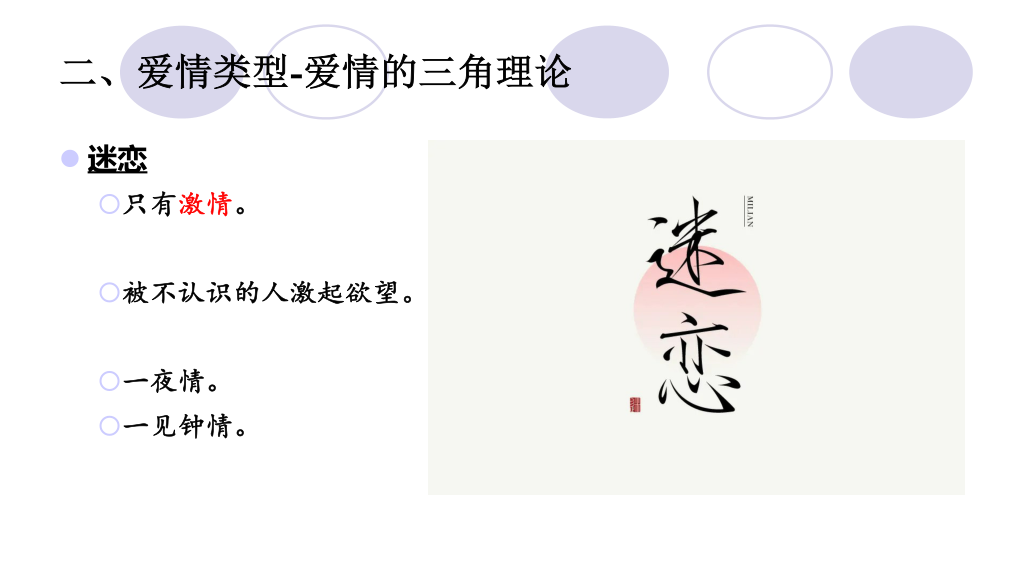 二、爱情类型-爱情的三角理论
迷恋
只有激情。
被不认识的人激起欲望。
一夜情。
一见钟情。
迷恋
MILIAN